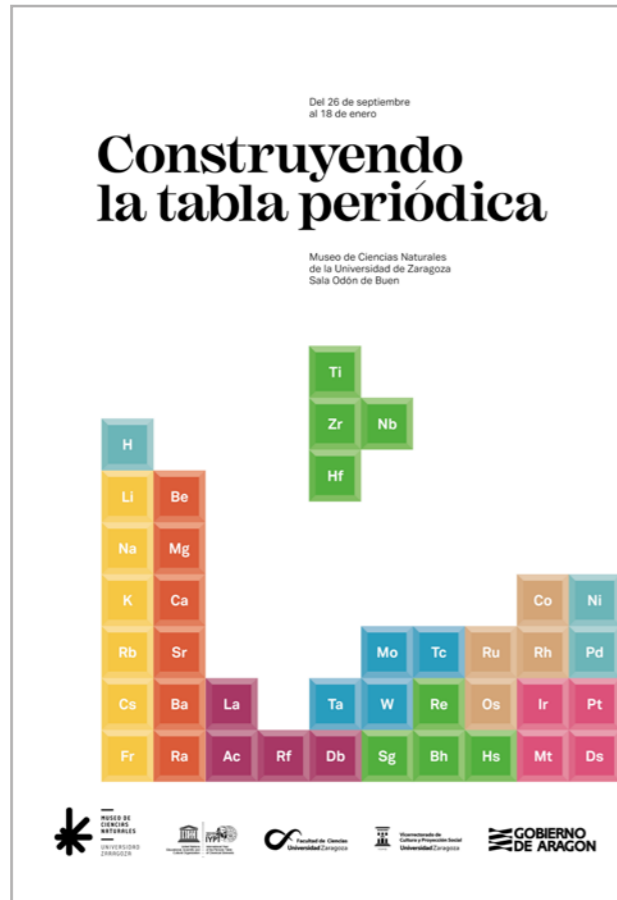 Del 26 de septiembre
al 18 de enero
Construyendo
la tabla periódica
Museo de Ciencias Naturales
de la Universidad de Zaragoza
Sala Odón de Buen
Ti
Zr Nb
H
Hf
Li Be
Na Mg
K Ca Co Ni
Rb Sr Mo Tc Ru Rh Pd
Cs Ba La Ta W Re Os Ir Pt
Fr Ra Ac Rf Db Sg Bh Hs Mt Ds
MUSEO DE
CIENCIAS
NATURALES
UNIVERSIDAD
ZARAGOZA
Facultad de Ciencias
Universidad Zaragoza
Vicerrectorado de
Cultura y Proyección Social
Universidad Zaragoza
GOBIERNO
DE ARAGON